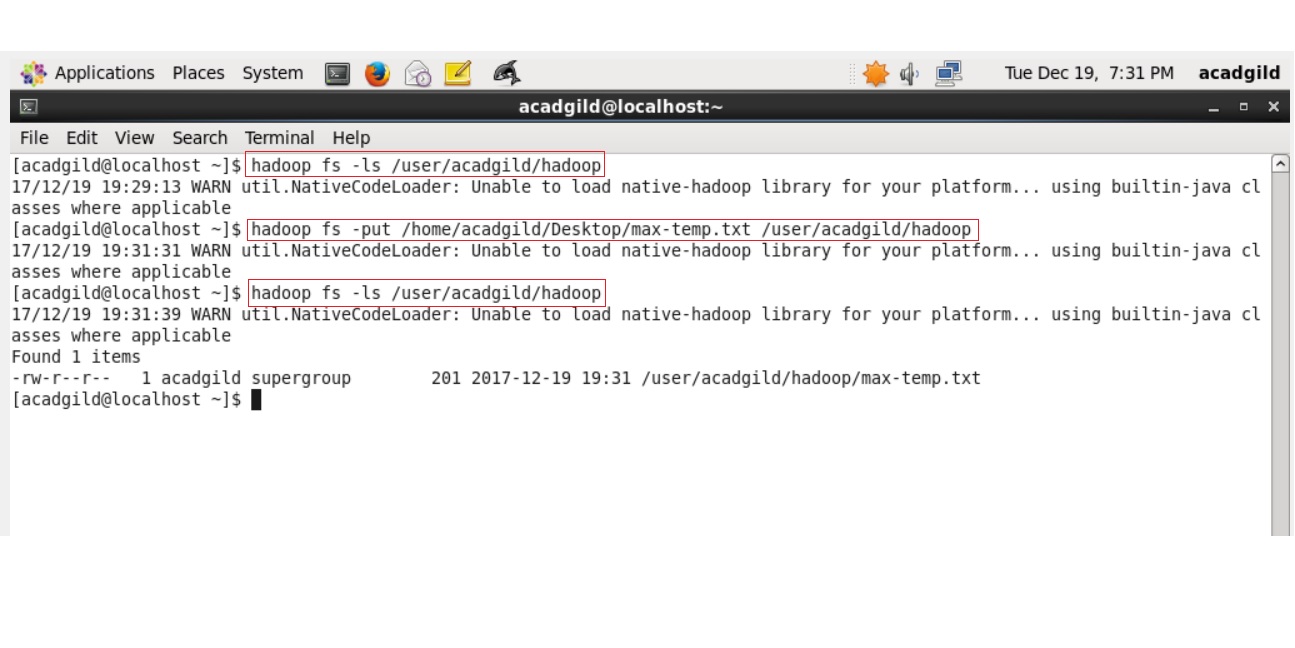 Applications Places System Tue Dec 19, 7:31 PM acadgild
acadgild@localhost:~
File Edit View Search Terminal Help
[acadgild@localhost ~]$ hadoop fs -ls /user/acadgild/hadoop
17/12/19 19:29:13 WARN util.NativeCodeLoader: Unable to load native-hadoop library for your platform... using builtin-java cl
asses where applicable
[acadgild@localhost ~]$ hadoop fs -put /home/acadgild/Desktop/max-temp.txt /user/acadgild/hadoop
17/12/19 19:31:31 WARN util.NativeCodeLoader: Unable to load native-hadoop library for your platform... using builtin-java cl
asses where applicable
[acadgild@localhost ~]$ hadoop fs -ls /user/acadgild/hadoop
17/12/19 19:31:39 WARN util.NativeCodeLoader: Unable to load native-hadoop library for your platform... using builtin-java cl
asses where applicable
Found 1 items
-rw-r--r--   1 acadgild supergroup        201 2017-12-19 19:31 /user/acadgild/hadoop/max-temp.txt
[acadgild@localhost ~]$